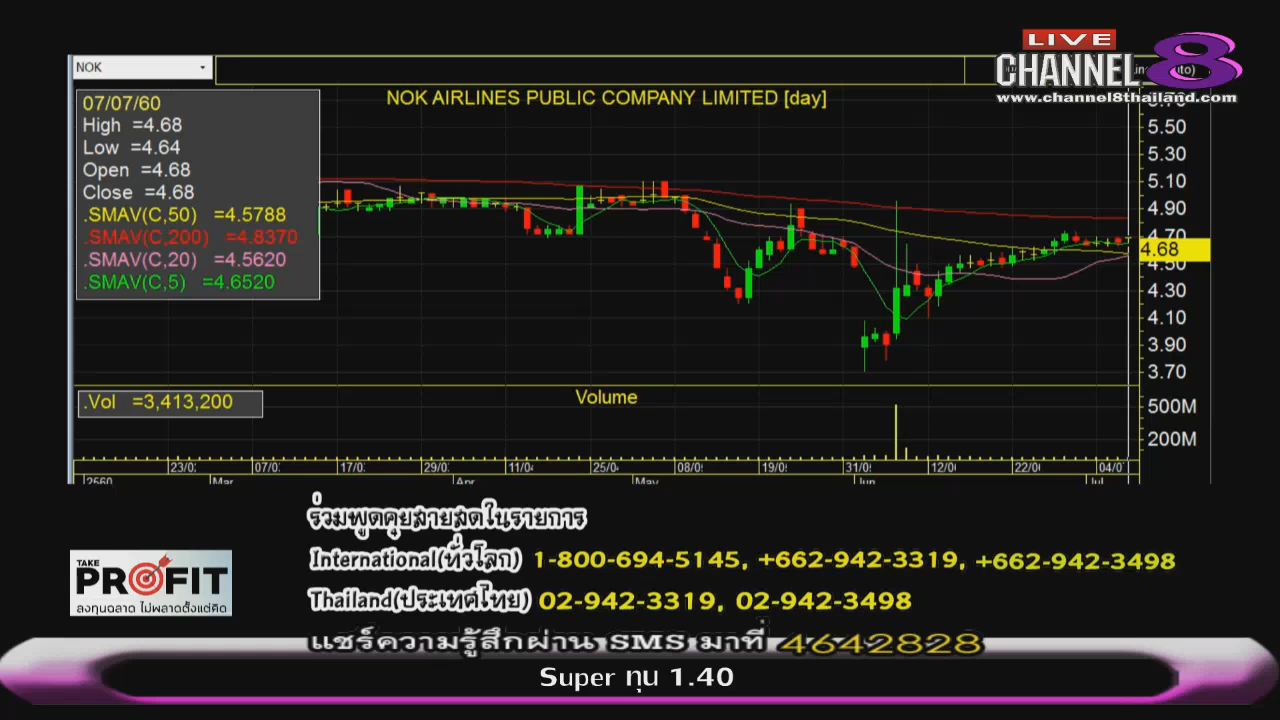 LIVE
CHANNEL 8
www.channel8thailand.com
NOK
NOK AIRLINES PUBLIC COMPANY LIMITED [day]
07/07/60
High =4.68
Low =4.64
Open =4.68
Close =4.68
.SMAV(C,50) =4.5788
.SMAV(C,200) =4.8370
.SMAV(C,20) =4.5620
.SMAV(C,5) =4.6520
5.50
5.30
5.10
4.90
4.70
4.68
4.50
4.30
4.10
3.90
3.70
.Vol =3,413,200
Volume
500M
200M
23/0 07/0 17/0 29/0 11/0 25/0 08/0 19/0 31/0 12/0 22/0 04/0
2560 Mar Apr May Jun Jul
ร่วมพูดคุยสายสดในรายการ
International(ทั่วโลก) 1-800-694-5145, +662-942-3319, +662-942-3498
Thailand(ประเทศไทย) 02-942-3319, 02-942-3498
แชร์ความรู้สึกผ่าน SMS มาที่ 4642828
TAKE
PROFIT
ลงทุนฉลาด ไม่พลาดตั้งแต่คิด
Super ทุน 1.40